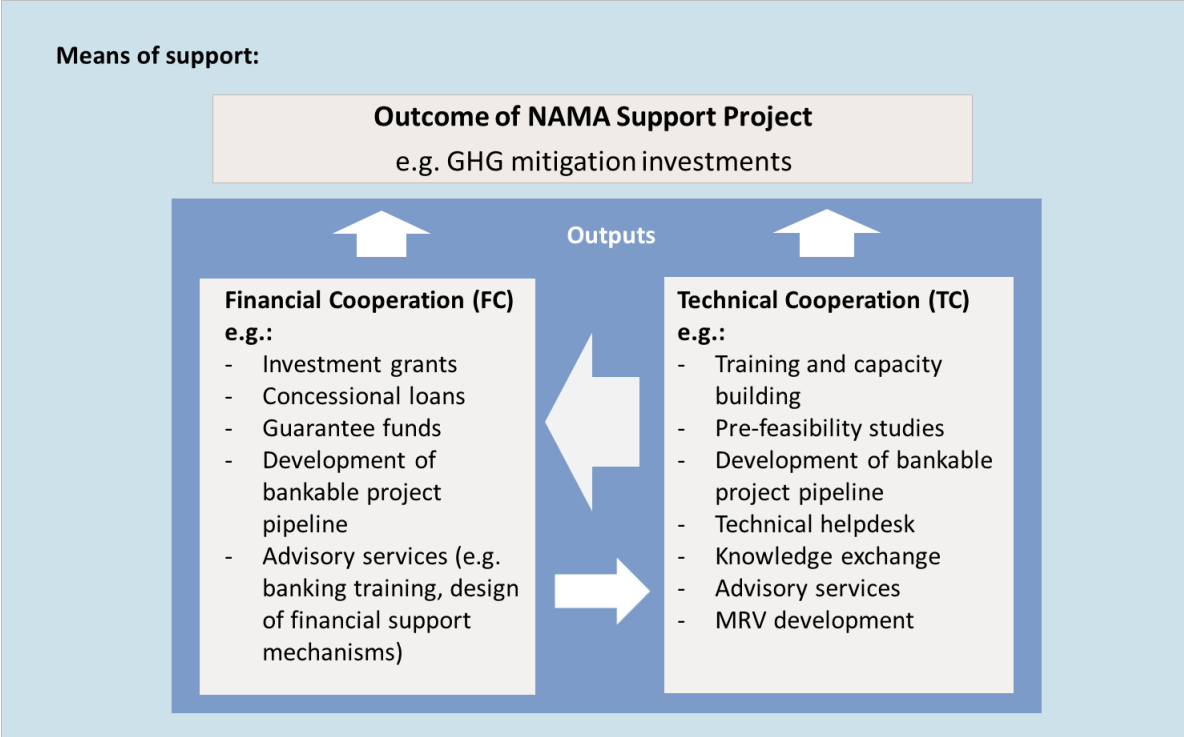 Means of support:
Outcome of NAMA Support Project
e.g. GHG mitigation investments
Outputs
Financial Cooperation (FC)
e.g.:
- Investment grants
- Concessional loans
- Guarantee funds
- Development of
bankable project
pipeline
- Advisory services (e.g.
banking training, design
of financial support
mechanisms)
Technical Cooperation (TC)
e.g.:
- Training and capacity
building
- Pre-feasibility studies
- Development of bankable
project pipeline
- Technical helpdesk
- Knowledge exchange
- Advisory services
- MRV development